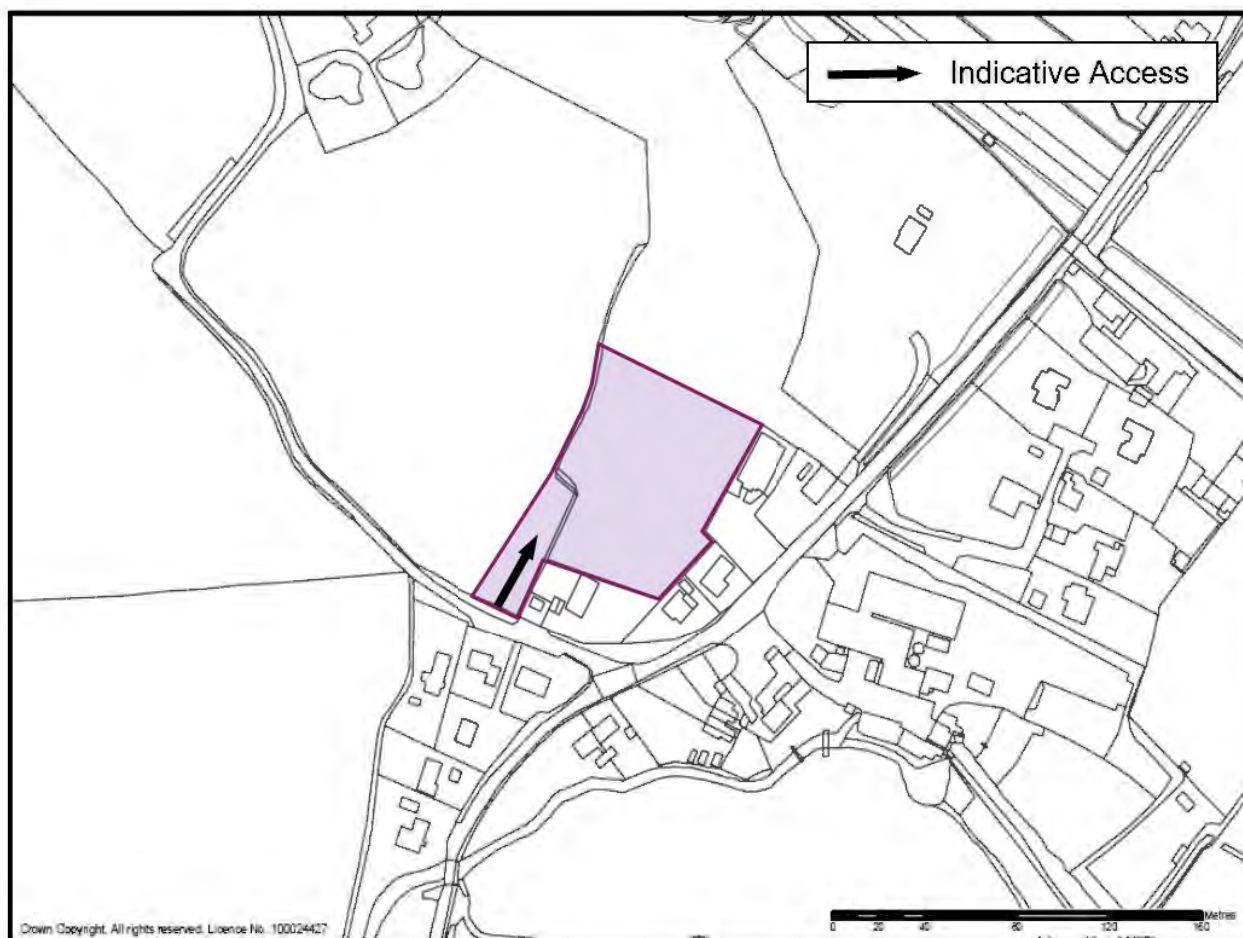 Indicative Access
Crown Copyright. All rights reserved. Licence No. 100024427
0 20 40 80 120 160 Metres